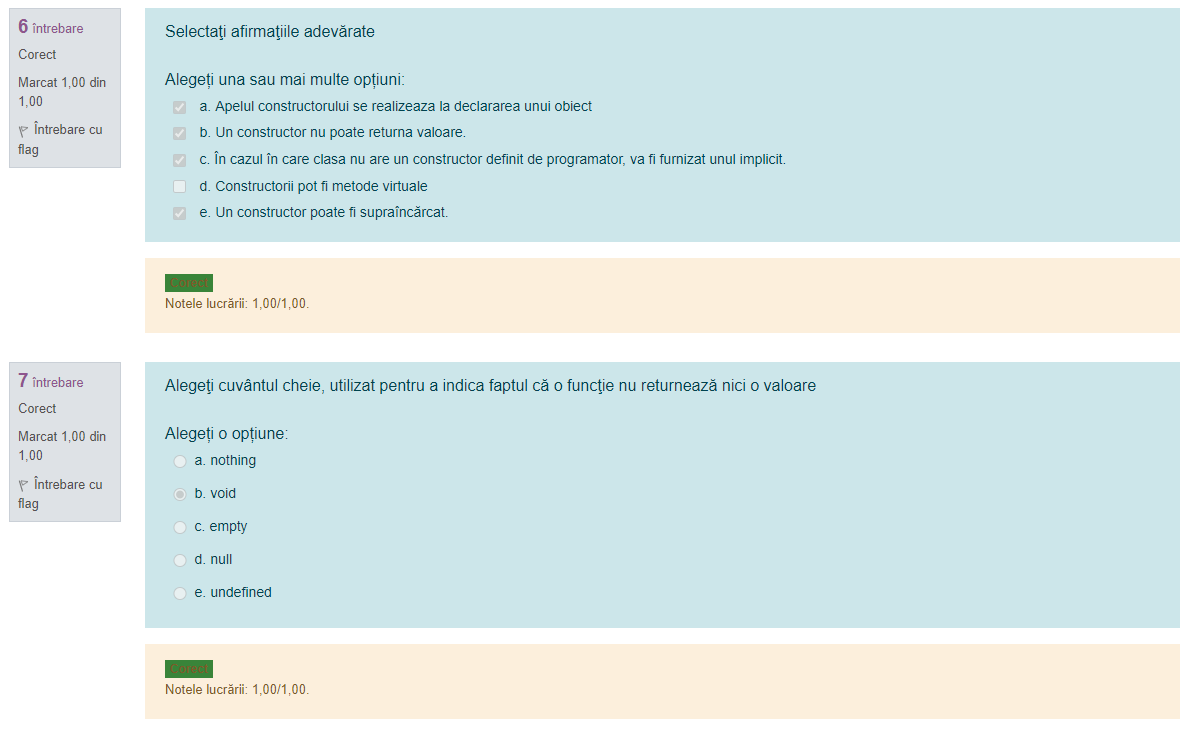 6 întrebare
Corect
Marcat 1,00 din
1,00
Întrebare cu
flag
Selectaţi afirmaţiile adevărate
Alegeți una sau mai multe opțiuni:
a. Apelul constructorului se realizeaza la declararea unui obiect
b. Un constructor nu poate returna valoare.
c. În cazul în care clasa nu are un constructor definit de programator, va fi furnizat unul implicit.
d. Constructorii pot fi metode virtuale
e. Un constructor poate fi supraîncărcat.
Corect
Notele lucrării: 1,00/1,00.
7 întrebare
Corect
Marcat 1,00 din
1,00
Întrebare cu
flag
Alegeţi cuvântul cheie, utilizat pentru a indica faptul că o funcţie nu returnează nici o valoare
Alegeți o opțiune:
a. nothing
b. void
c. empty
d. null
e. undefined
Corect
Notele lucrării: 1,00/1,00.